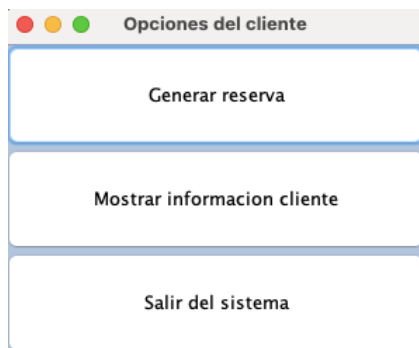 Opciones del cliente
Generar reserva
Mostrar informacion cliente
Salir del sistema